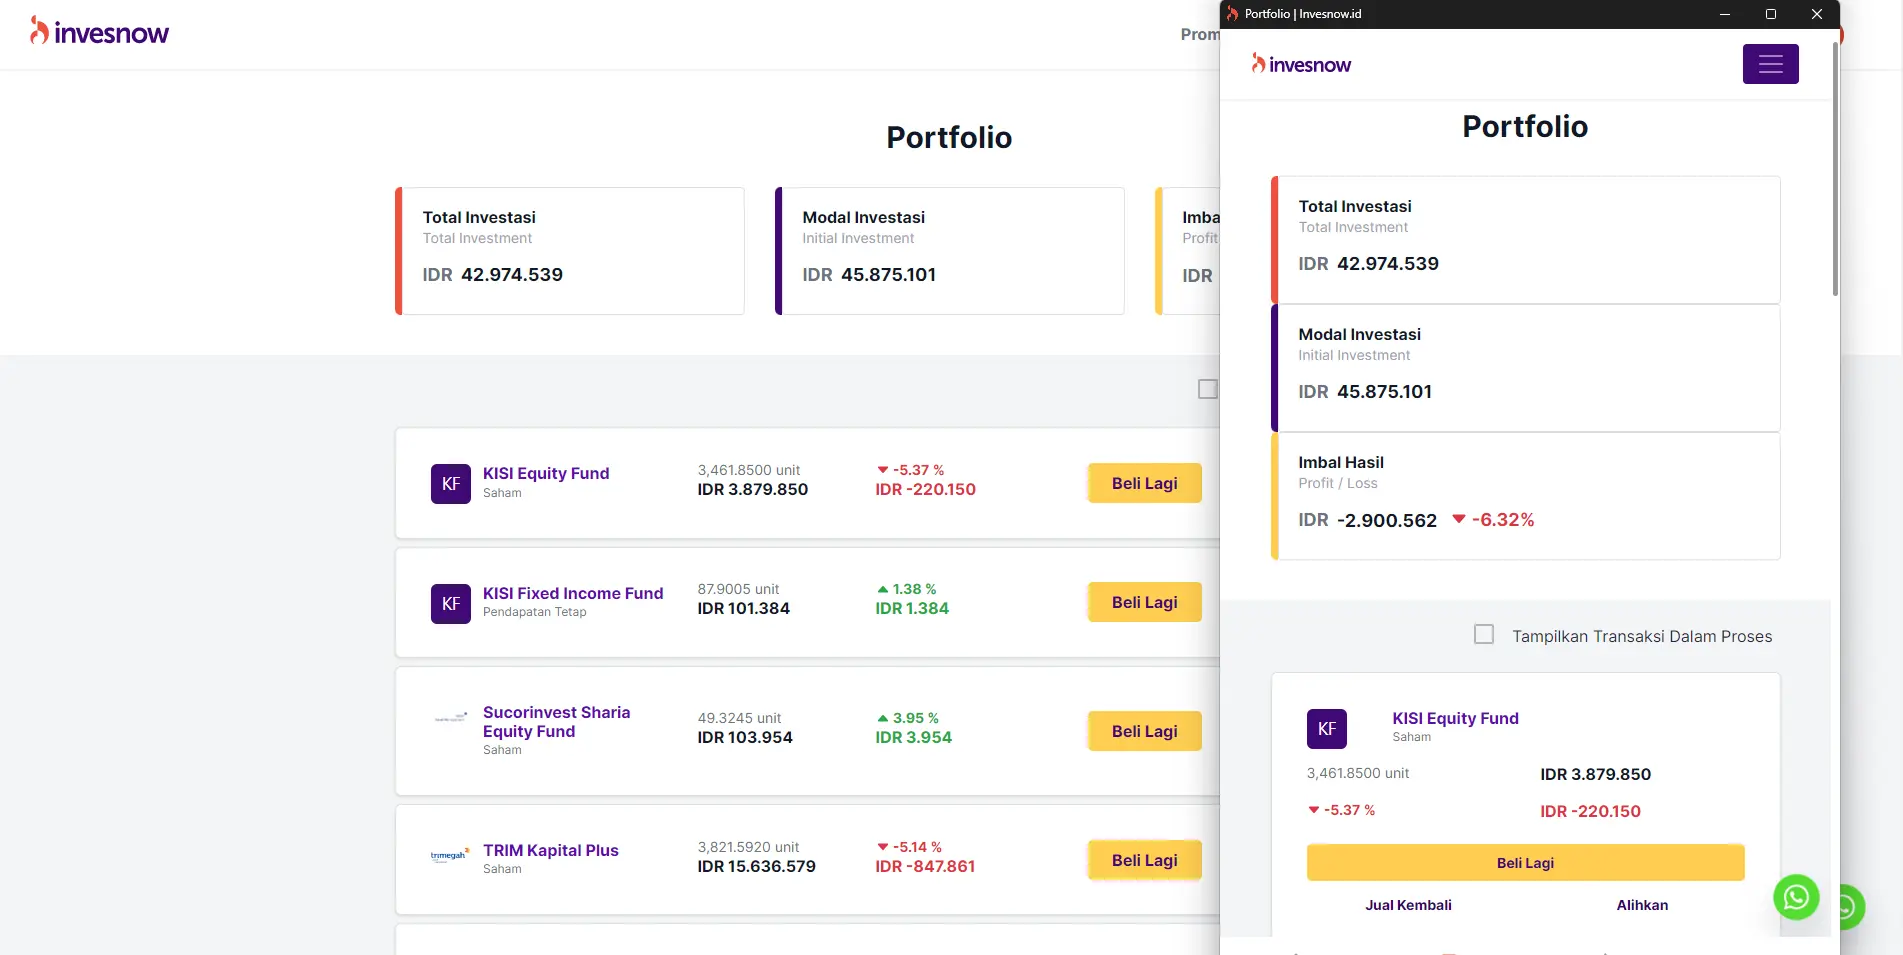 invesnow
Prom
Portfolio
Total Investasi
Total Investment
IDR 42.974.539
Modal Investasi
Initial Investment
IDR 45.875.101
Imba
Profit
IDR
KF
KISI Equity Fund
Saham
3,461.8500 unit
IDR 3.879.850
-5.37 %
IDR -220.150
Beli Lagi
KF
KISI Fixed Income Fund
Pendapatan Tetap
87.9005 unit
IDR 101.384
1.38 %
IDR 1.384
Beli Lagi
Sucorinvest Sharia
Equity Fund
Saham
49.3245 unit
IDR 103.954
3.95 %
IDR 3.954
Beli Lagi
trimegah
TRIM Kapital Plus
Saham
3,821.5920 unit
IDR 15.636.579
-5.14 %
IDR -847.861
Beli Lagi
Portfolio | Invesnow.id
invesnow
Portfolio
Total Investasi
Total Investment
IDR 42.974.539
Modal Investasi
Initial Investment
IDR 45.875.101
Imbal Hasil
Profit / Loss
IDR -2.900.562 -6.32%
Tampilkan Transaksi Dalam Proses
KF
KISI Equity Fund
Saham
3,461.8500 unit
IDR 3.879.850
-5.37 %
IDR -220.150
Beli Lagi
Jual Kembali
Alihkan